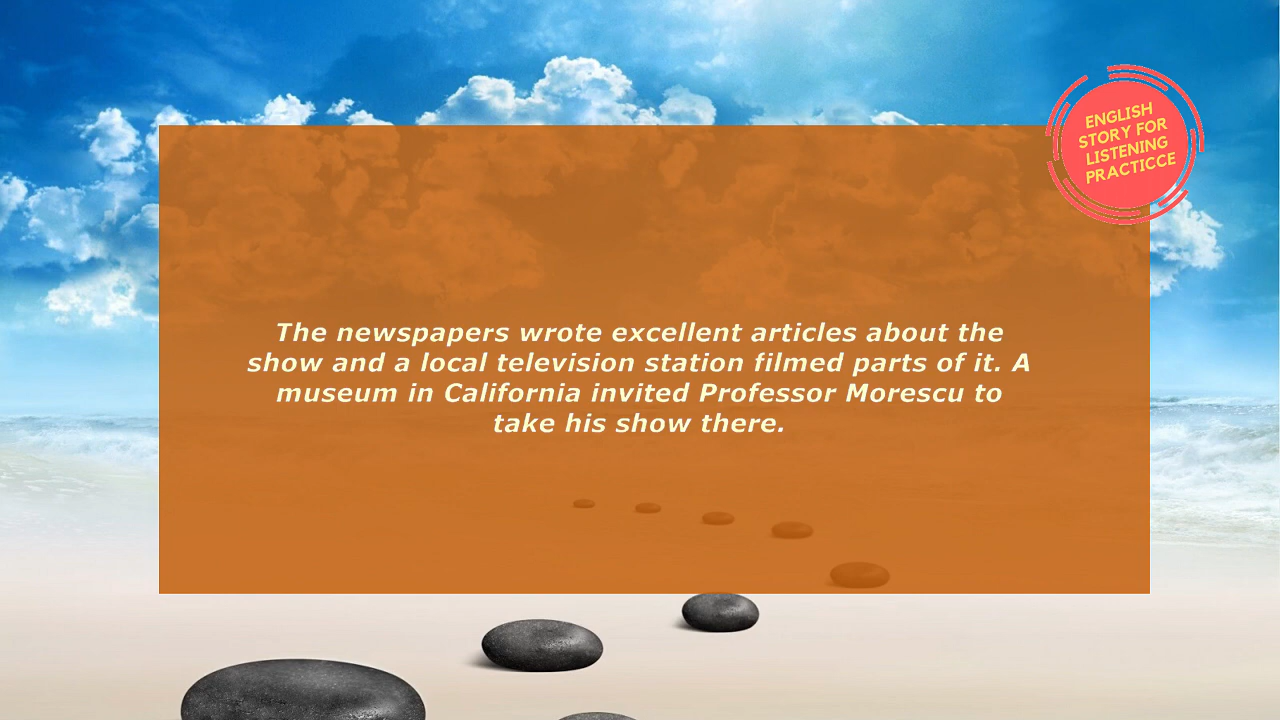 ENGLISH
STORY FOR
LISTENING
PRACTICCE
The newspapers wrote excellent articles about the
show and a local television station filmed parts of it. A
museum in California invited Professor Morescu to
take his show there.